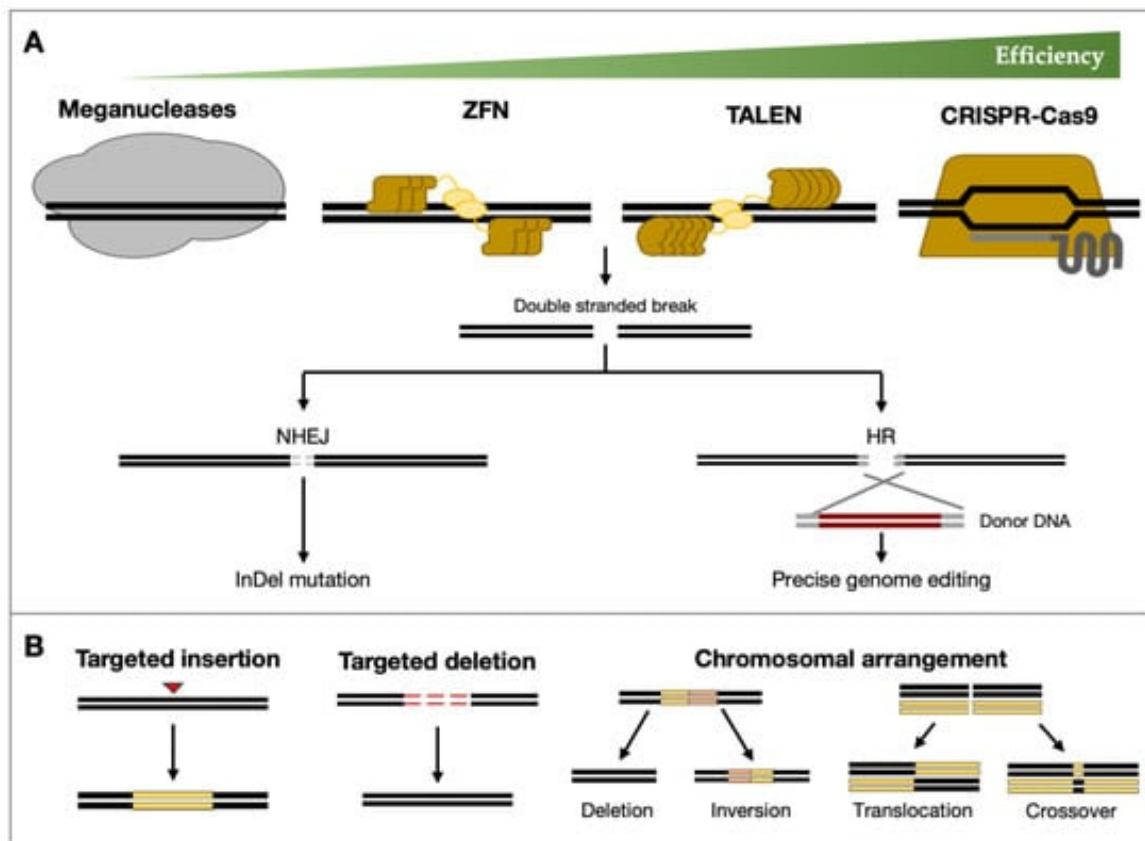 A
Efficiency
Meganucleases
ZFN
TALEN
CRISPR-Cas9
Double stranded break
NHEJ
HR
Donor DNA
InDel mutation
Precise genome editing
B
Targeted insertion
Targeted deletion
Chromosomal arrangement
Deletion
Inversion
Translocation
Crossover